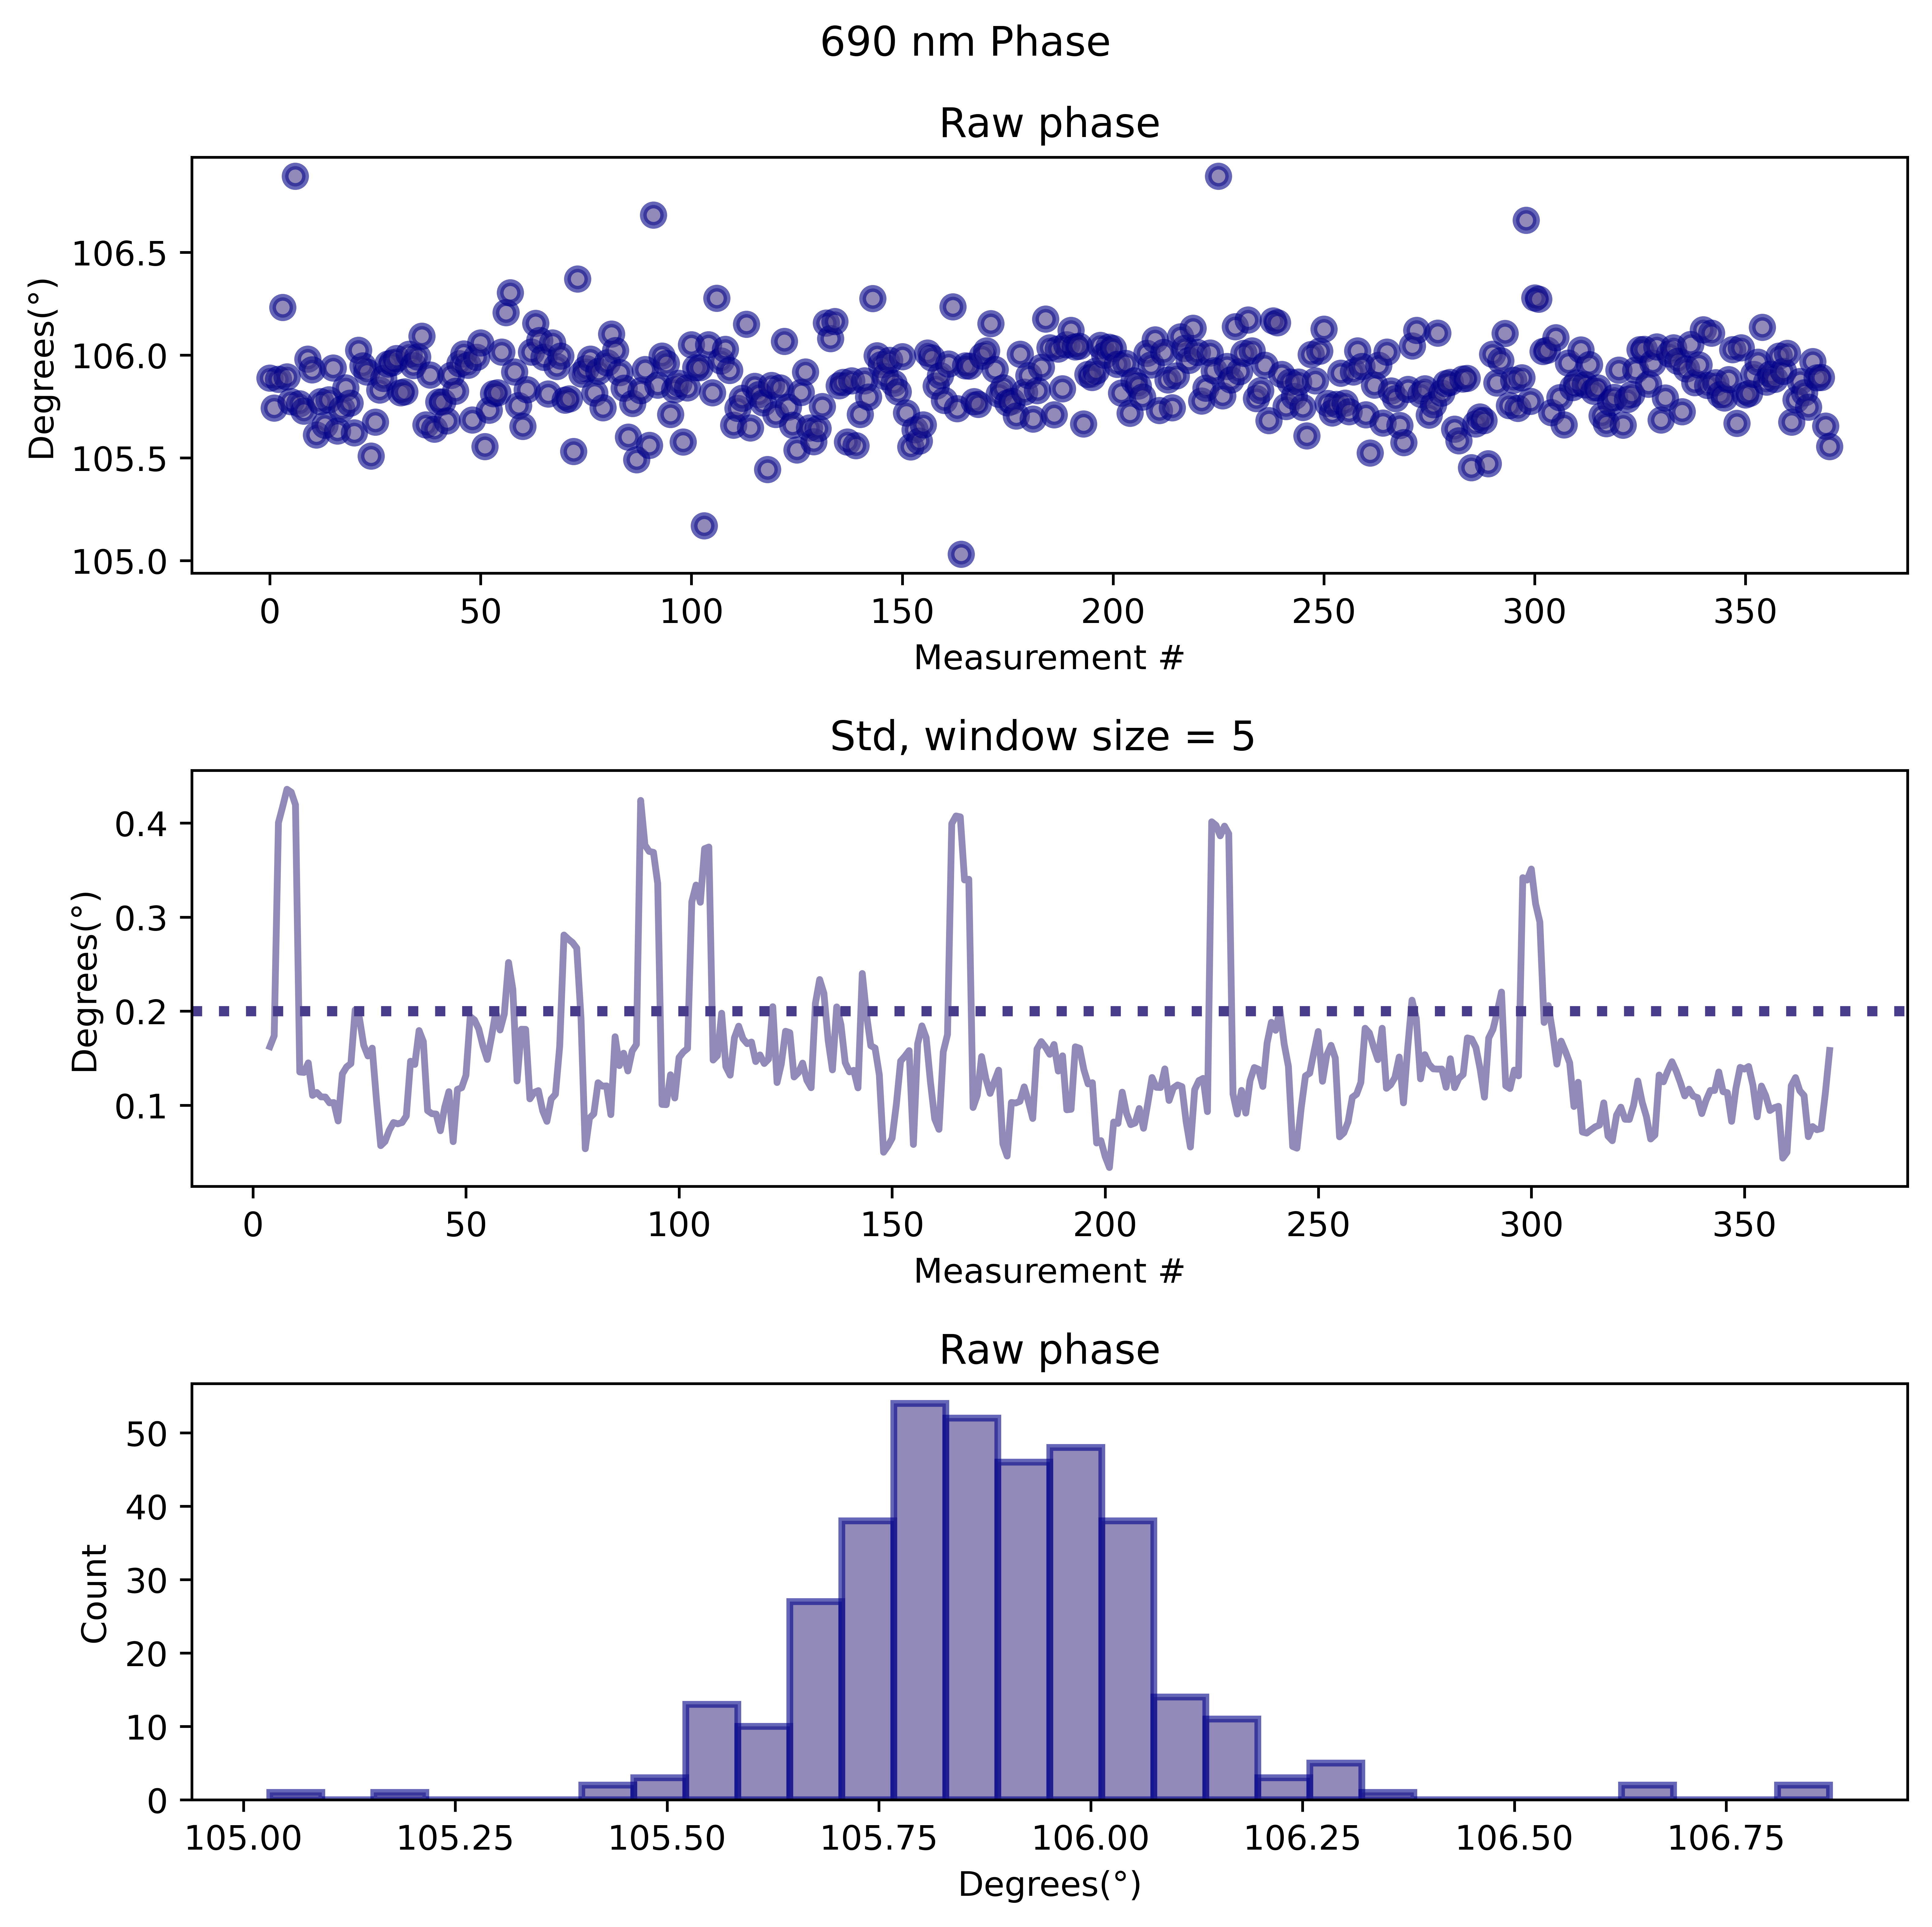 690 nm Phase
Raw phase
Degrees(°)
106.5
106.0
105.5
105.0
0 50 100 150 200 250 300 350
Measurement #
Std, window size = 5
Degrees(°)
0.4
0.3
0.2
0.1
0 50 100 150 200 250 300 350
Measurement #
Raw phase
Count
50
40
30
20
10
0
105.00 105.25 105.50 105.75 106.00 106.25 106.50 106.75
Degrees(°)